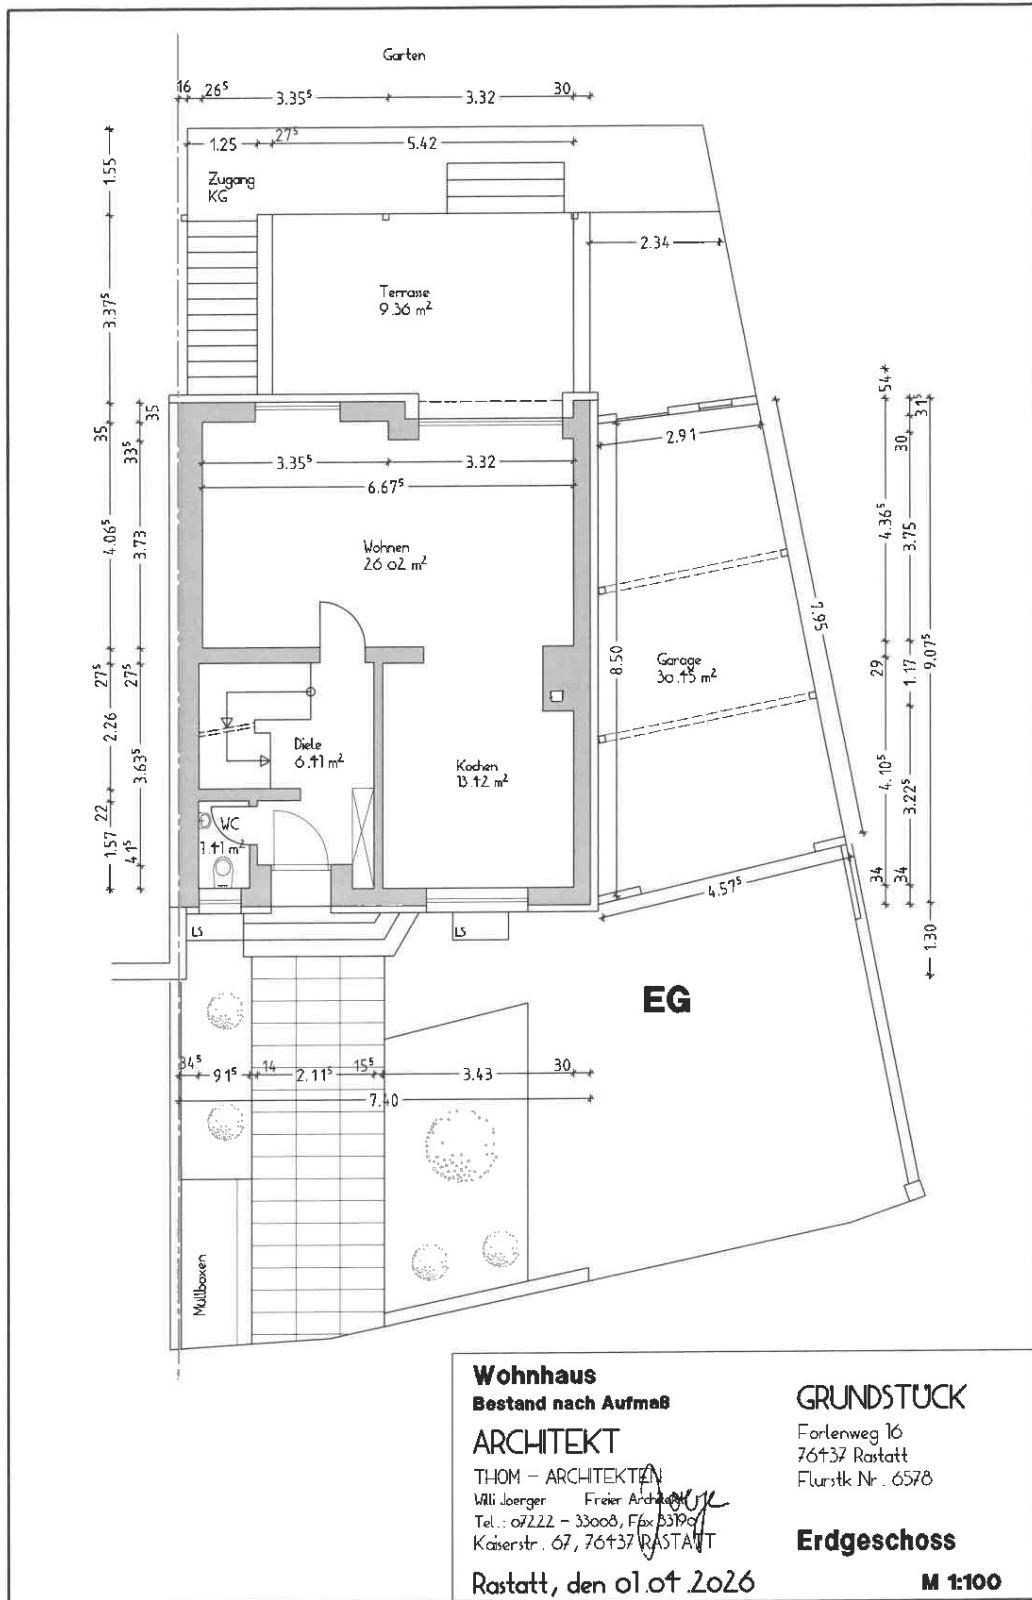 Garten
16 26⁵ 3.35⁵ 3.32 30
1.25 27⁵ 5.42
1.55
Zugang
KG
2.34
3.37⁵
Terrasse
9.36 m²
54
35 35 31⁵
33⁵ 30
3.35⁵ 3.32 2.91
6.67⁵
4.06⁵ 3.73 4.36⁵ 3.75
Wohnen
26.02 m²
7.95
8.50
Garage
30.45 m²
27⁵ 27⁵ 29 1.17 9.07⁵
2.26 3.63⁵
Diele
6.41 m²
Kochen
13.42 m²
4.10⁵ 3.22⁵
22
WC
1.41 m²
1.57 41⁵
34 34
4.57⁵
LS LS
1.30
EG
34⁵ 91⁵ 14 2.11⁵ 15⁵ 3.43 30
7.40
Müllboxen
Wohnhaus
Bestand nach Aufmaß
ARCHITEKT
THOM – ARCHITEKTEN
Willi Joerger Freier Architekt
Tel.: 07222 – 33008, Fax 33190
Kaiserstr. 67, 76437 RASTATT
Rastatt, den 01.04.2026
GRUNDSTÜCK
Forlenweg 16
76437 Rastatt
Flurstk Nr. 6578
Erdgeschoss
M 1:100